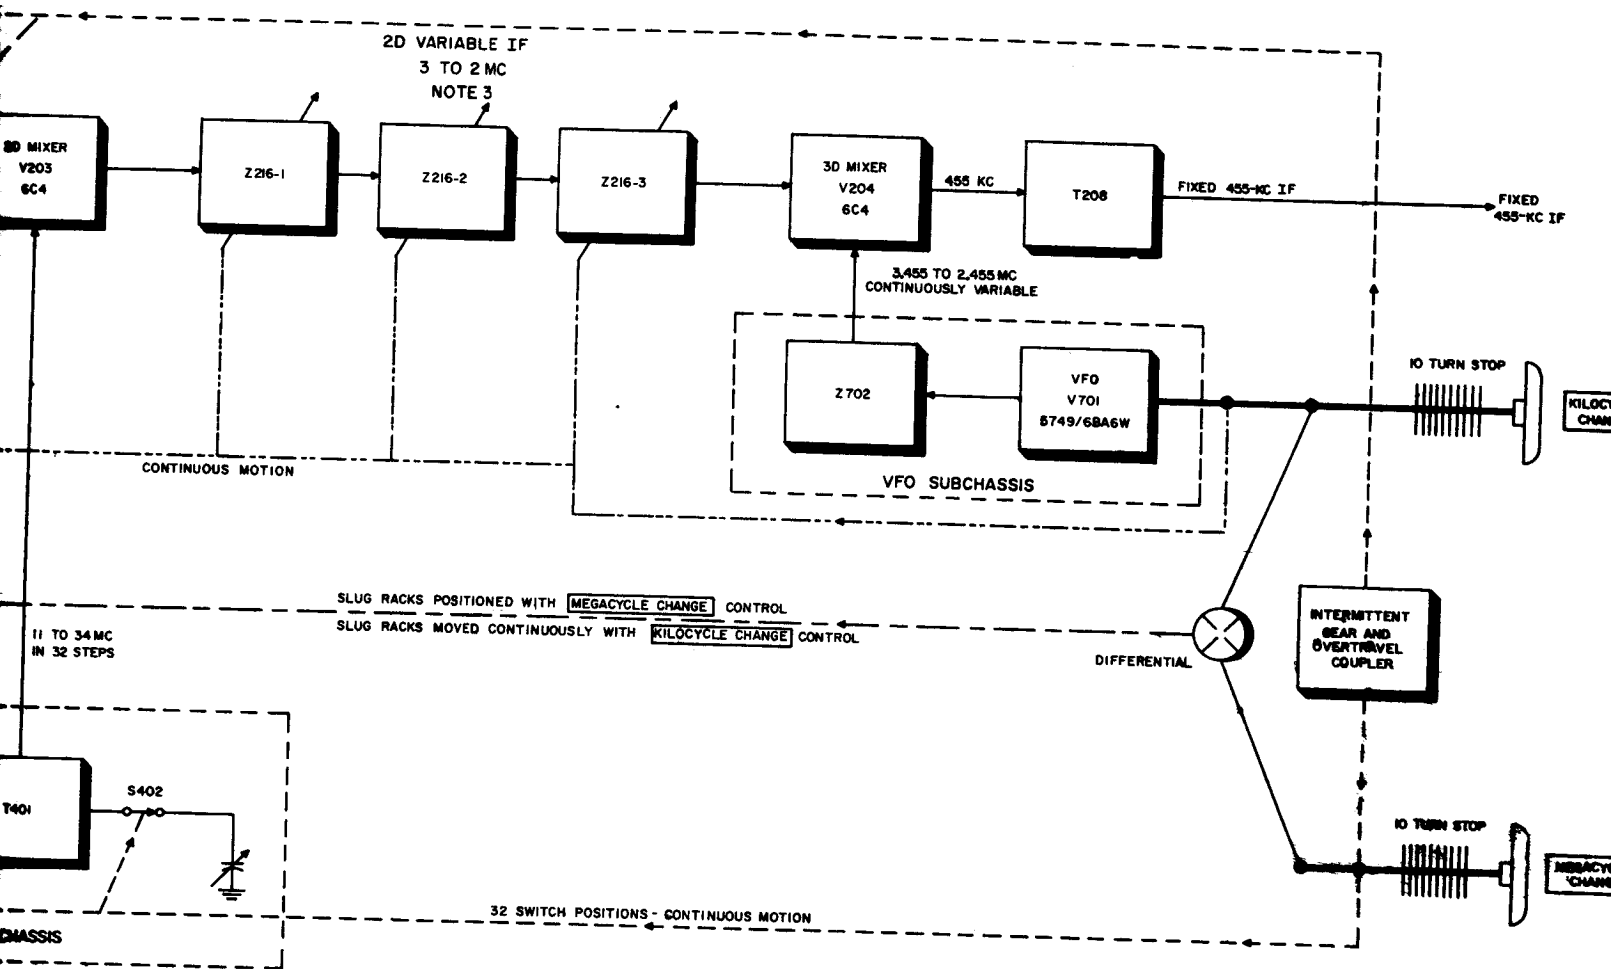 2D VARIABLE IF
3 TO 2 MC
NOTE 3
MIXER
V203
6C4
Z216-1
Z216-2
Z216-3
3D MIXER
V204
6C4
455 KC
T208
FIXED 455-KC IF
FIXED
455-KC IF
3.455 TO 2.455 MC
CONTINUOUSLY VARIABLE
Z702
VFO
V701
5749/6BA6W
VFO SUBCHASSIS
10 TURN STOP
KILOCY
CHAN
CONTINUOUS MOTION
SLUG RACKS POSITIONED WITH MEGACYCLE CHANGE CONTROL
SLUG RACKS MOVED CONTINUOUSLY WITH KILOCYCLE CHANGE CONTROL
DIFFERENTIAL
INTERMITTENT
GEAR AND
OVERTRAVEL
COUPLER
11 TO 34 MC
IN 32 STEPS
T401
S402
10 TURN STOP
MEGACY
CHAN
32 SWITCH POSITIONS - CONTINUOUS MOTION
CHASSIS